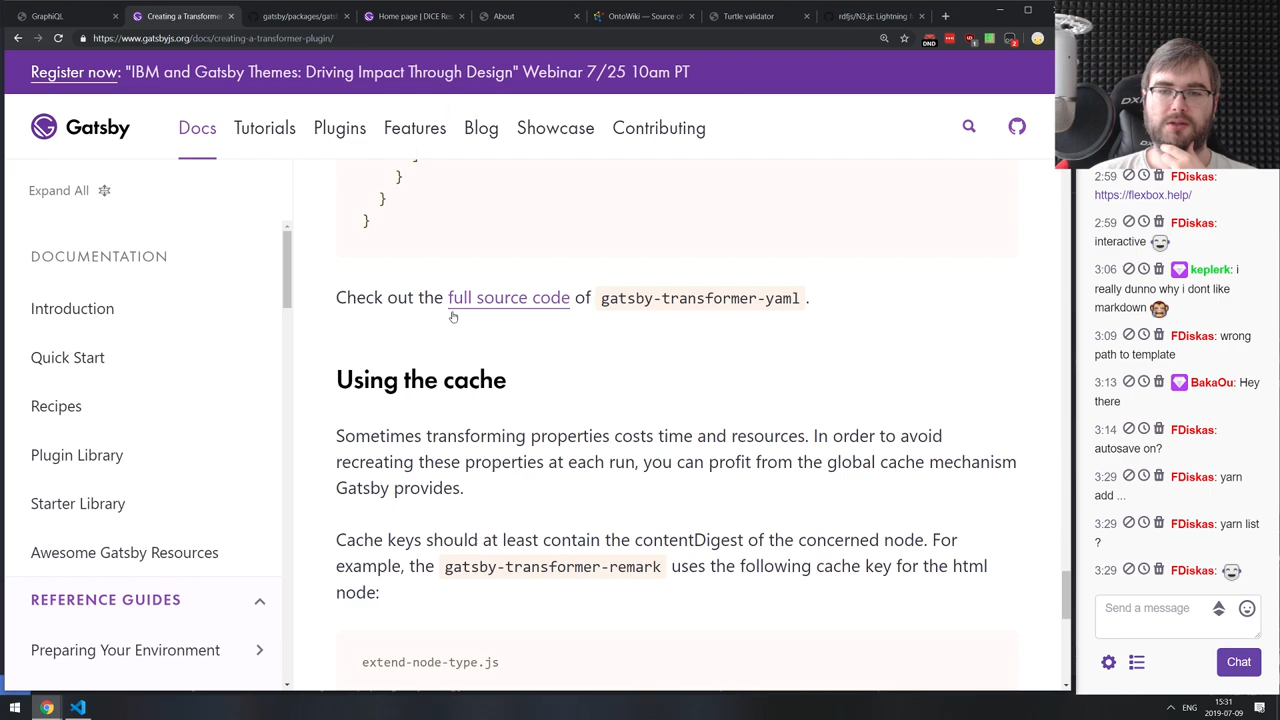 GraphiQL
Creating a Transformer
gatsby/packages/gats
Home page | DICE Re
About
OntoWiki — Source of
Turtle validator
rdfjs/N3.js: Lightning f
https://www.gatsbyjs.org/docs/creating-a-transformer-plugin/
DND
2
Register now: "IBM and Gatsby Themes: Driving Impact Through Design" Webinar 7/25 10am PT
Gatsby
Docs
Tutorials
Plugins
Features
Blog
Showcase
Contributing
Expand All
DOCUMENTATION
Introduction
Quick Start
Recipes
Plugin Library
Starter Library
Awesome Gatsby Resources
REFERENCE GUIDES
Preparing Your Environment
}
}
}
Check out the full source code of gatsby-transformer-yaml .
Using the cache
Sometimes transforming properties costs time and resources. In order to avoid
recreating these properties at each run, you can profit from the global cache mechanism
Gatsby provides.
Cache keys should at least contain the contentDigest of the concerned node. For
example, the gatsby-transformer-remark uses the following cache key for the html
node:
extend-node-type.js
2:59 FDiskas:
https://flexbox.help/
2:59 FDiskas:
interactive
3:06 keplerk: i
really dunno why i dont like
markdown
3:09 FDiskas: wrong
path to template
3:13 BakaOu: Hey
there
3:14 FDiskas:
autosave on?
3:29 FDiskas: yarn
add ...
3:29 FDiskas: yarn list
?
3:29 FDiskas:
Send a message
Chat
ENG
15:31
2019-07-09